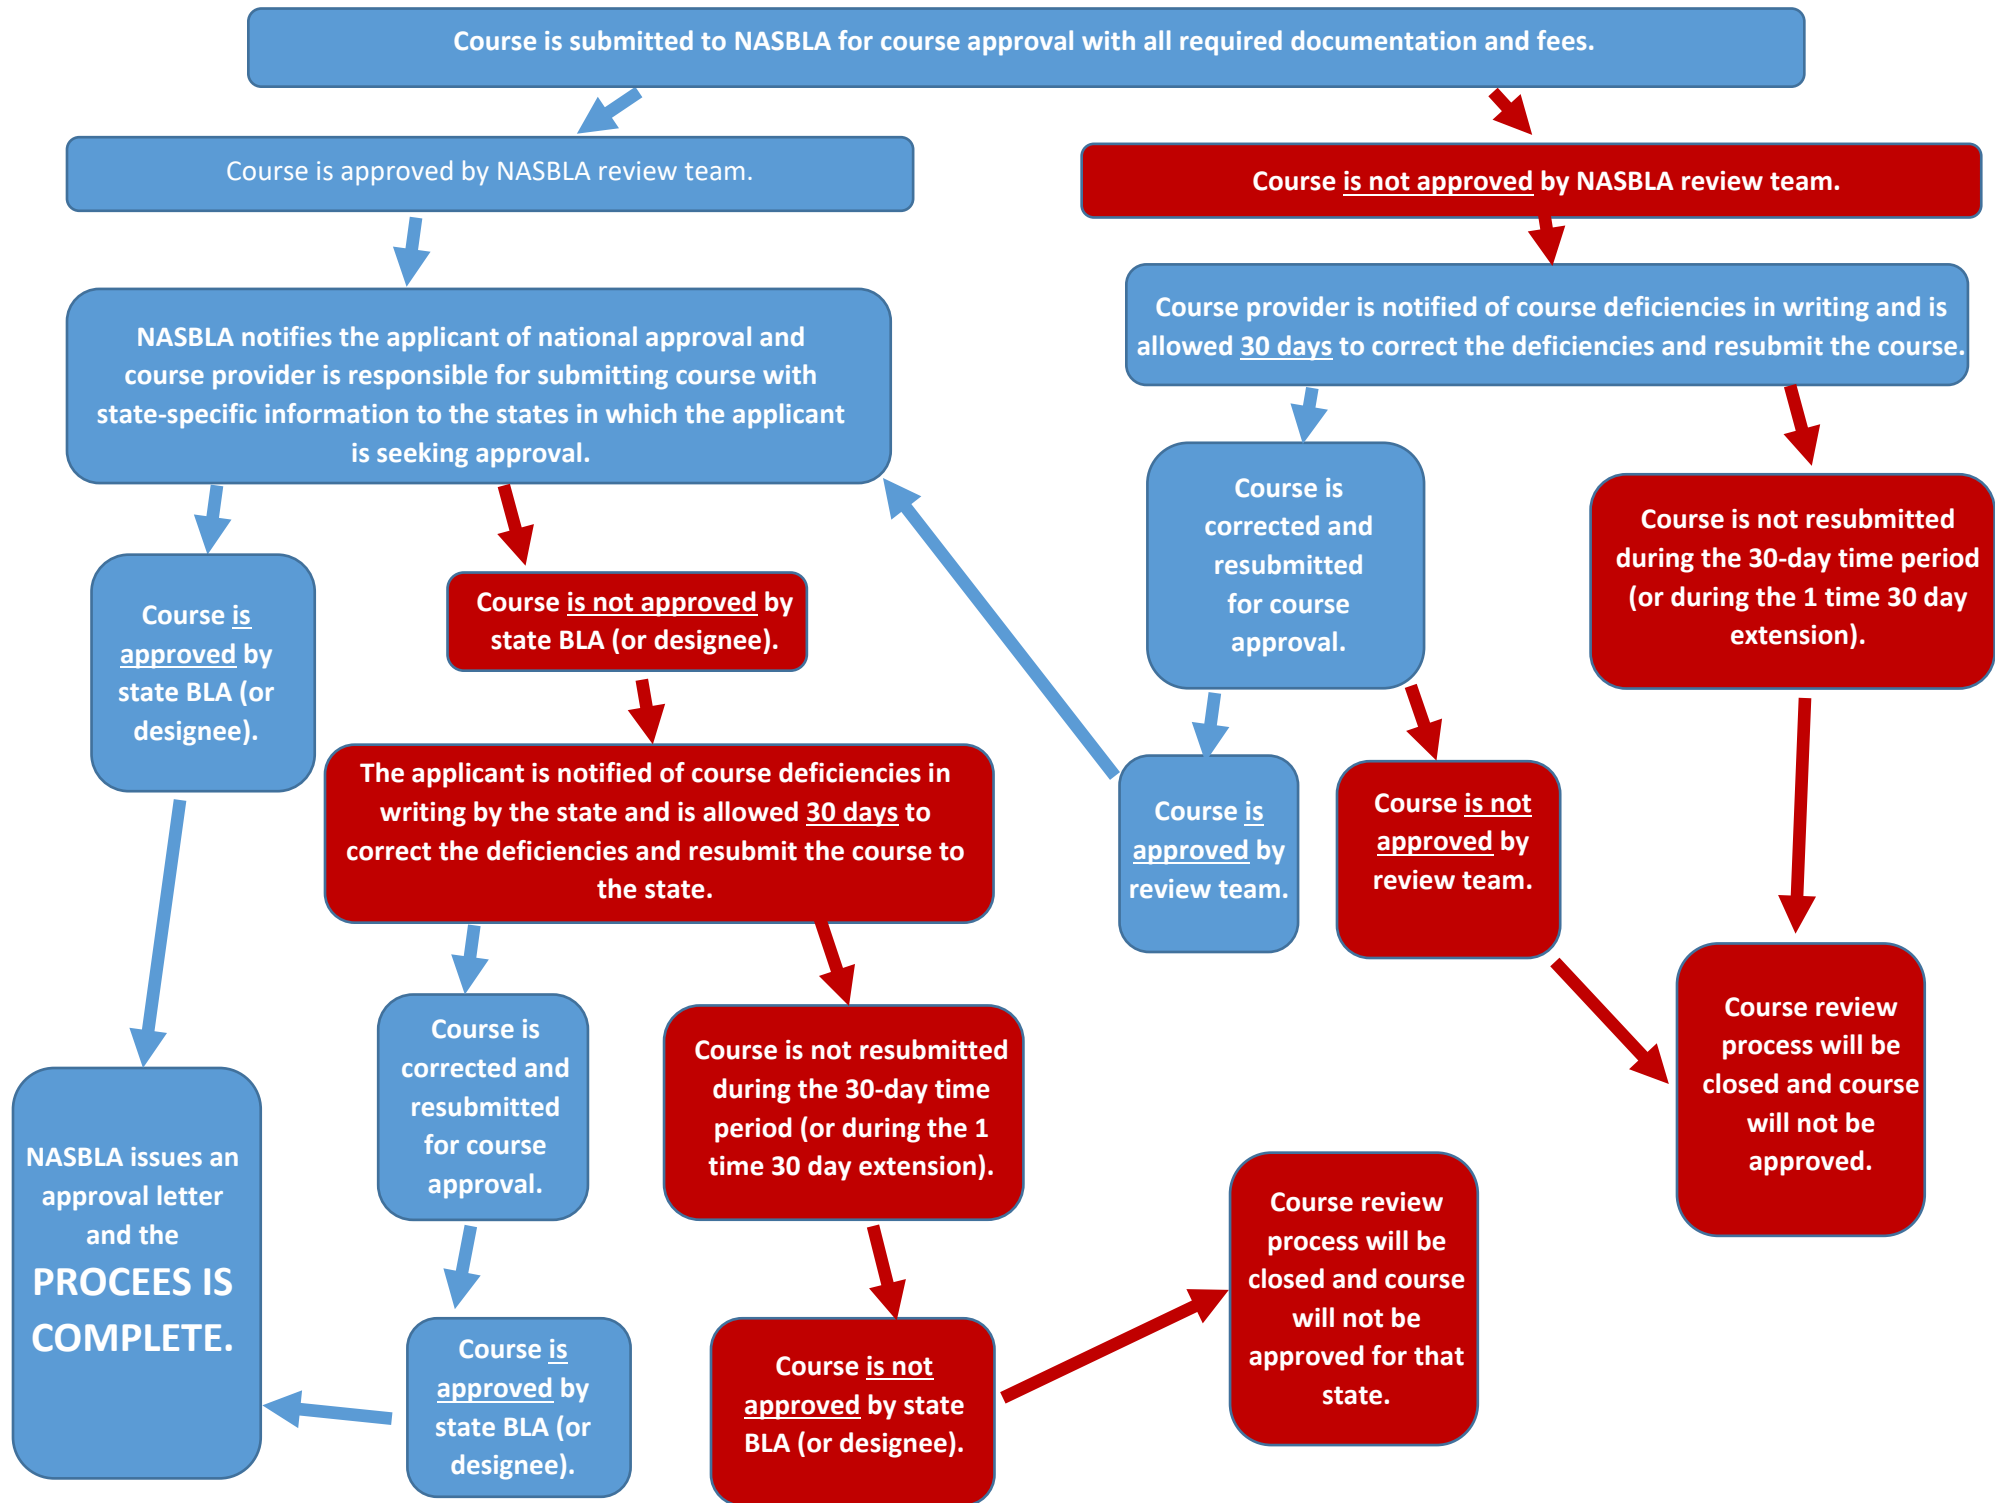 Course is submitted to NASBLA for course approval with all required documentation and fees.
Course is approved by NASBLA review team.
Course is not approved by NASBLA review team.
NASBLA notifies the applicant of national approval and
course provider is responsible for submitting course with
state-specific information to the states in which the applicant
is seeking approval.
Course provider is notified of course deficiencies in writing and is
allowed 30 days to correct the deficiencies and resubmit the course.
Course is
corrected and
resubmitted
for course
approval.
Course is not resubmitted
during the 30-day time period
(or during the 1 time 30 day
extension).
Course is
approved by
state BLA (or
designee).
Course is not approved by
state BLA (or designee).
The applicant is notified of course deficiencies in
writing by the state and is allowed 30 days to
correct the deficiencies and resubmit the course to
the state.
Course is
approved by
review team.
Course is not
approved by
review team.
Course review
process will be
closed and course
will not be
approved.
Course is
corrected and
resubmitted
for course
approval.
Course is not resubmitted
during the 30-day time
period (or during the 1
time 30 day extension).
NASBLA issues an
approval letter
and the
PROCEES IS
COMPLETE.
Course is
approved by
state BLA (or
designee).
Course is not
approved by state
BLA (or designee).
Course review
process will be
closed and course
will not be
approved for that
state.